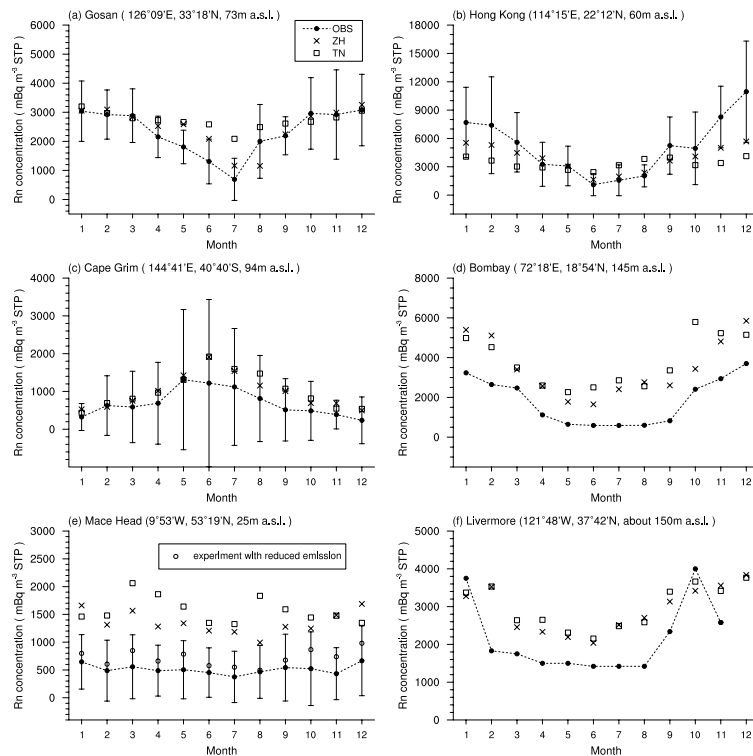 (a) Gosan ( 126°09'E, 33°18'N, 73m a.s.l. )
OBS
ZH
TN
Rn concentration ( mBq m⁻³ STP )
6000
5000
4000
3000
2000
1000
0
1 2 3 4 5 6 7 8 9 10 11 12
Month
(b) Hong Kong ( 114°15'E, 22°12'N, 60m a.s.l. )
Rn concentration ( mBq m⁻³ STP )
18000
15000
12000
9000
6000
3000
0
1 2 3 4 5 6 7 8 9 10 11 12
Month
(c) Cape Grim ( 144°41'E, 40°40'S, 94m a.s.l. )
Rn concentration ( mBq m⁻³ STP )
4000
3000
2000
1000
0
1 2 3 4 5 6 7 8 9 10 11 12
Month
(d) Bombay ( 72°18'E, 18°54'N, 145m a.s.l. )
Rn concentration ( mBq m⁻³ STP )
8000
6000
4000
2000
0
1 2 3 4 5 6 7 8 9 10 11 12
Month
(e) Mace Head ( 9°53'W, 53°19'N, 25m a.s.l. )
experiment with reduced emission
Rn concentration ( mBq m⁻³ STP )
3000
2500
2000
1500
1000
500
0
1 2 3 4 5 6 7 8 9 10 11 12
Month
(f) Livermore (121°48'W, 37°42'N, about 150m a.s.l. )
Rn concentration ( mBq m⁻³ STP )
5000
4000
3000
2000
1000
0
1 2 3 4 5 6 7 8 9 10 11 12
Month